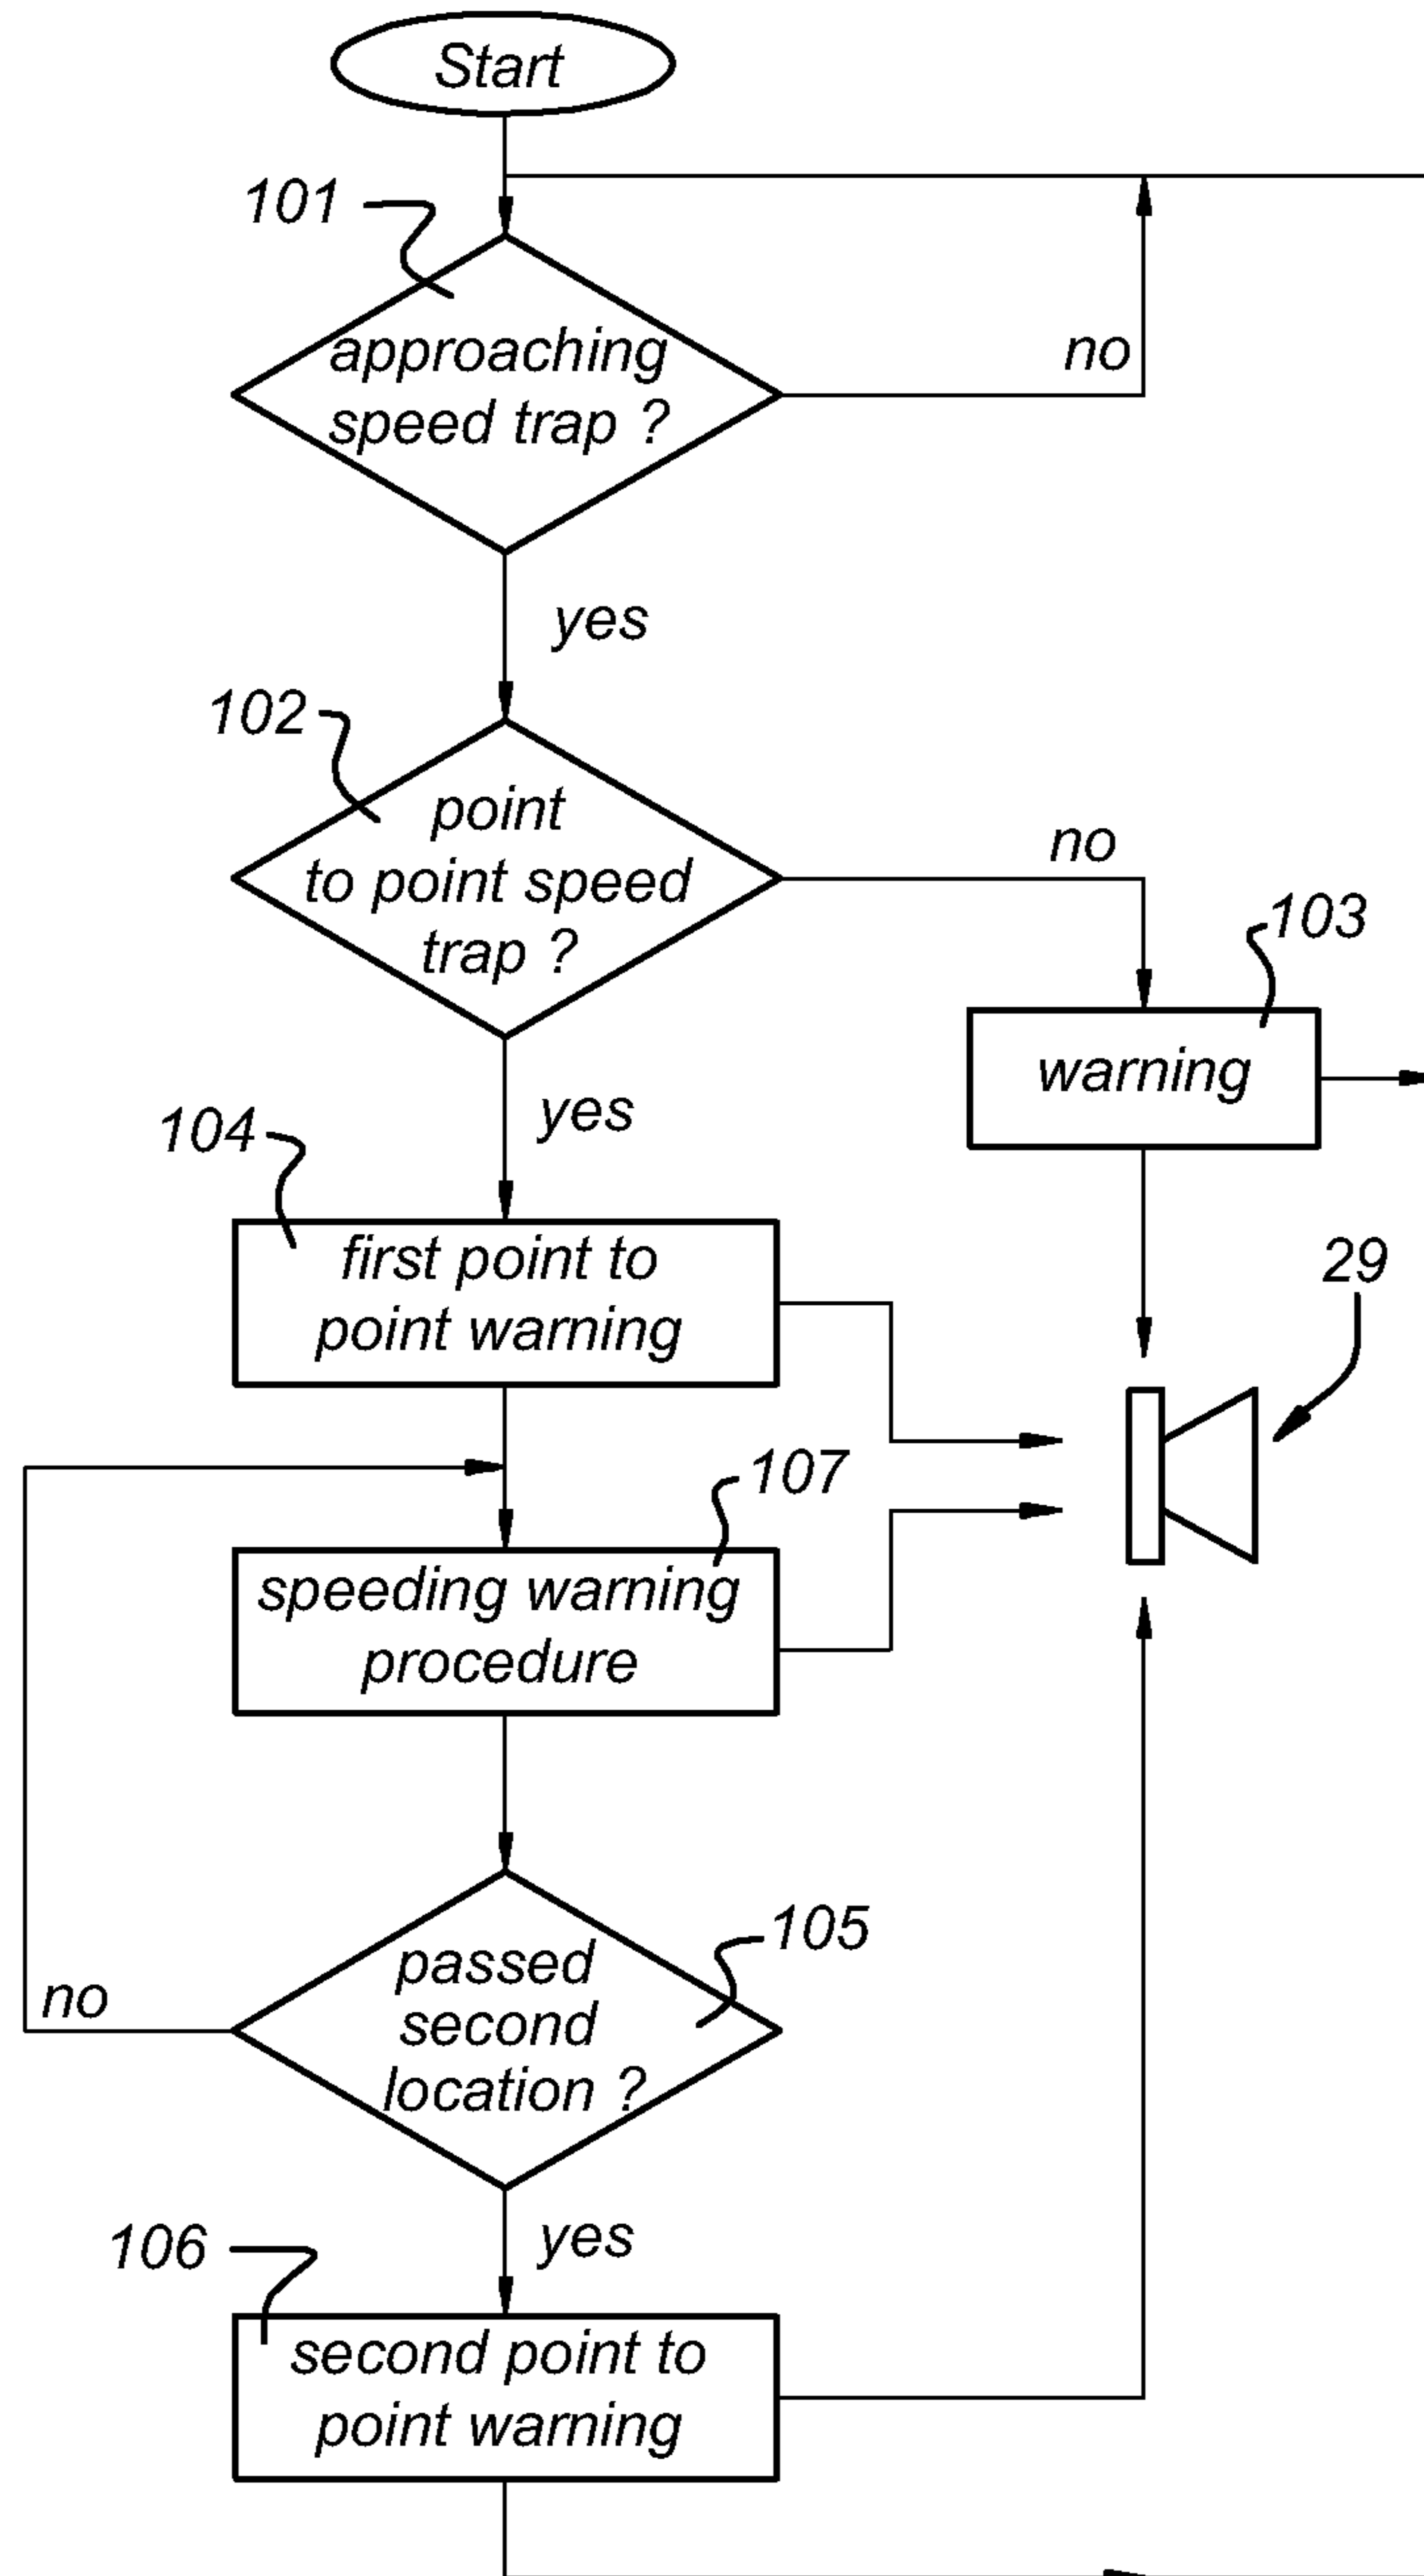 Start
101
approaching
speed trap ?
no
yes
102
point
to point speed
trap ?
no
103
warning
yes
104
first point to
point warning
29
107
speeding warning
procedure
105
passed
second
location ?
no
yes
106
second point to
point warning